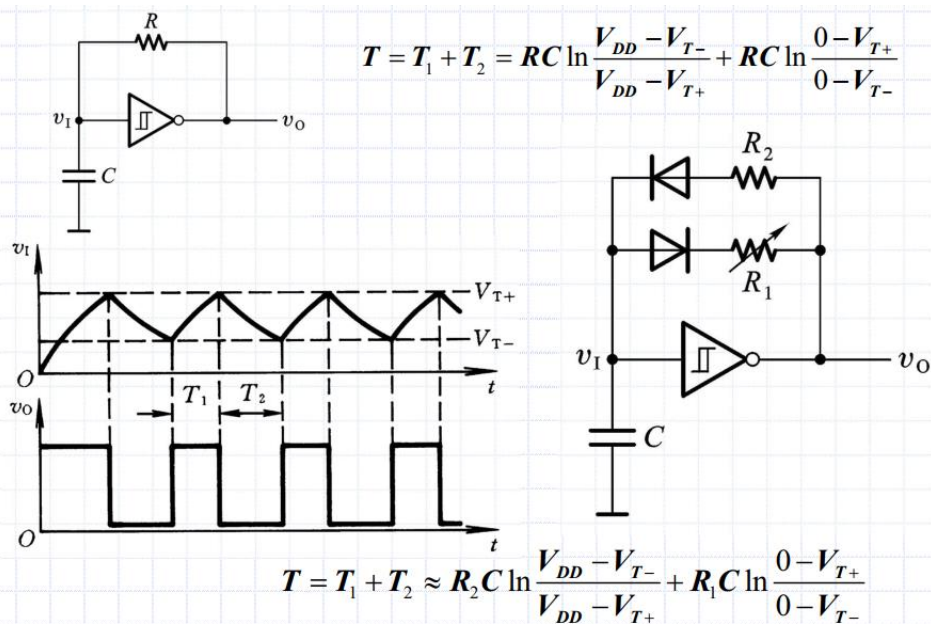 R
T = T₁ + T₂ = RC ln (V_DD − V_T−)/(V_DD − V_T+) + RC ln (0 − V_T+)/(0 − V_T−)
v_I
v_O
C
R₂
R₁
v_I
V_T+
V_T−
O
t
v_I
v_O
C
v_O
T₁
T₂
O
t
T = T₁ + T₂ ≈ R₂C ln (V_DD − V_T−)/(V_DD − V_T+) + R₁C ln (0 − V_T+)/(0 − V_T−)